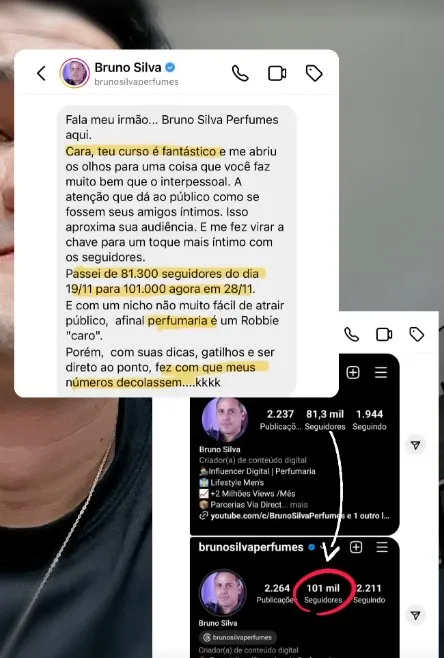 Bruno Silva
brunosilvaperfumes
Fala meu irmão... Bruno Silva Perfumes
aqui.
Cara, teu curso é fantástico e me abriu
os olhos para uma coisa que você faz
muito bem que o interpessoal. A
atenção que dá ao público como se
fossem seus amigos íntimos. Isso
aproxima sua audiência. E me fez virar a
chave para um toque mais íntimo com
os seguidores.
Passei de 81.300 seguidores do dia
19/11 para 101.000 agora em 28/11.
E com um nicho não muito fácil de atrair
público,  afinal perfumaria é um Robbie
"caro".
Porém,  com suas dicas, gatilhos e ser
direto ao ponto, fez com que meus
números decolassem....kkkk
2.237 81,3 mil 1.944
Publicaçõ... Seguidores Seguindo
Bruno Silva
Criador(a) de conteúdo digital
Influencer Digital | Perfumaria
Lifestyle Men's
+2 Milhões Views /Mês
Parcerias Via Direct... mais
youtube.com/c/BrunoSilvaPerfumes e 1 outro l...
brunosilvaperfumes
2.264 101 mil 2.211
Publicações Seguidores Seguindo
Bruno Silva
brunosilvaperfumes
Criador(a) de conteúdo digital